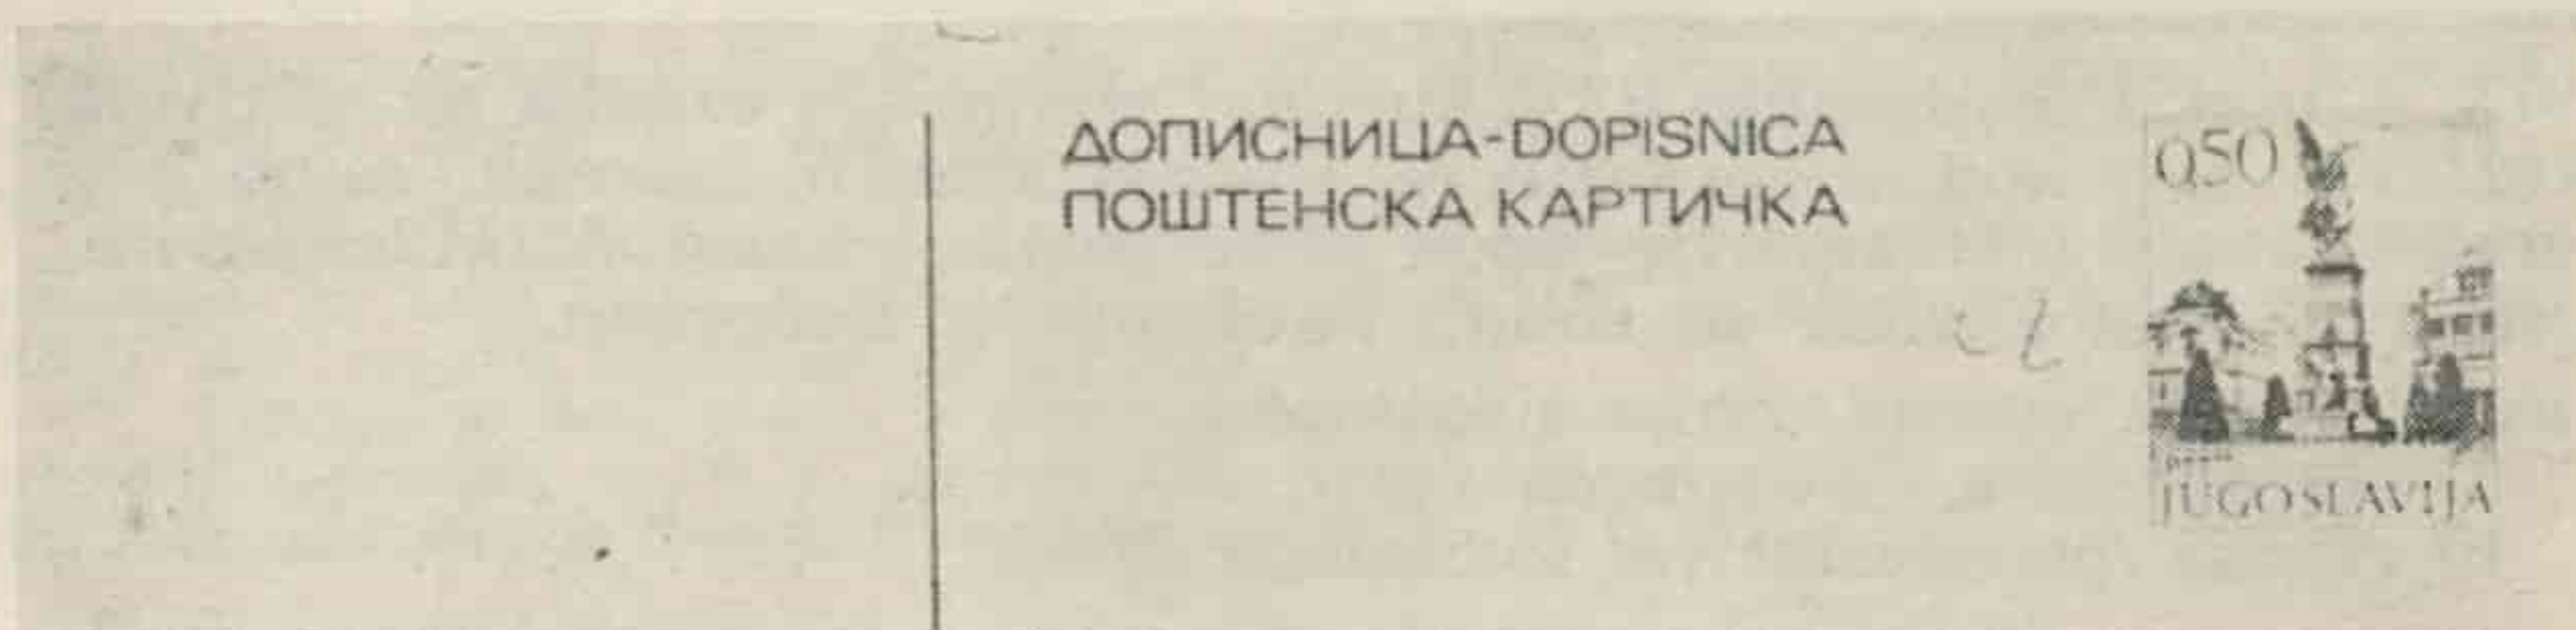 ДОПИСНИЦА-DOPISNICA
ПОШТЕНСКА КАРТИЧКА
0,50
JUGOSLAVIJA